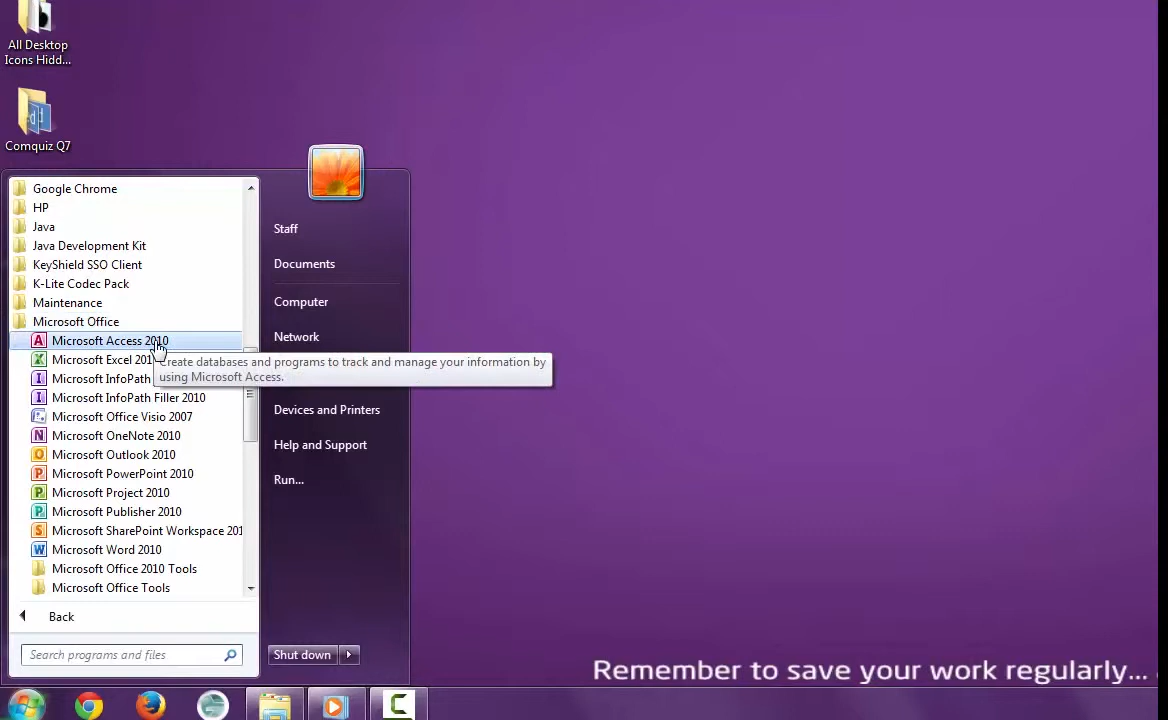 All Desktop
Icons Hidd...
Comquiz Q7
Google Chrome
HP
Java
Java Development Kit
KeyShield SSO Client
K-Lite Codec Pack
Maintenance
Microsoft Office
Microsoft Access 2010
Microsoft Excel 201
Create databases and programs to track and manage your information by
using Microsoft Access.
Microsoft InfoPath
Microsoft InfoPath Filler 2010
Microsoft Office Visio 2007
Microsoft OneNote 2010
Microsoft Outlook 2010
Microsoft PowerPoint 2010
Microsoft Project 2010
Microsoft Publisher 2010
Microsoft SharePoint Workspace 201
Microsoft Word 2010
Microsoft Office 2010 Tools
Microsoft Office Tools
Back
Search programs and files
Staff
Documents
Computer
Network
Devices and Printers
Help and Support
Run...
Shut down
Remember to save your work regularly...